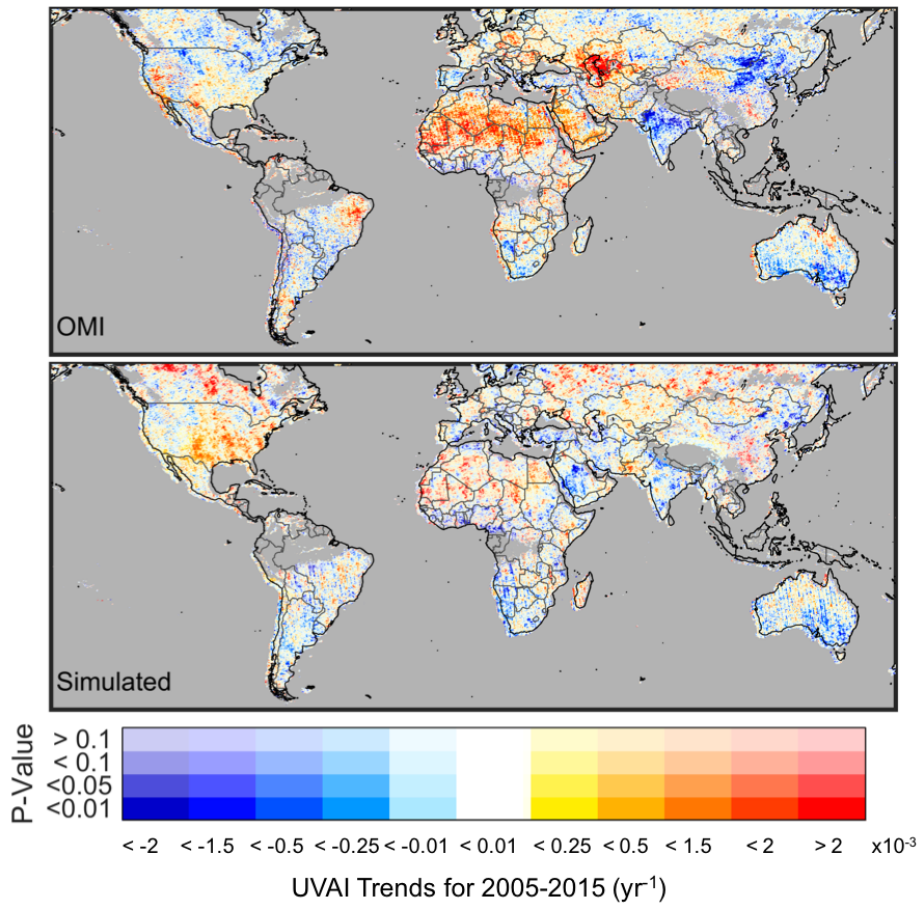 OMI
Simulated
P-Value
> 0.1
< 0.1
<0.05
<0.01
< -2 < -1.5 < -0.5 < -0.25 < -0.01 < 0.01 < 0.25 < 0.5 < 1.5 < 2 > 2 x10⁻³
UVAI Trends for 2005-2015 (yr⁻¹)